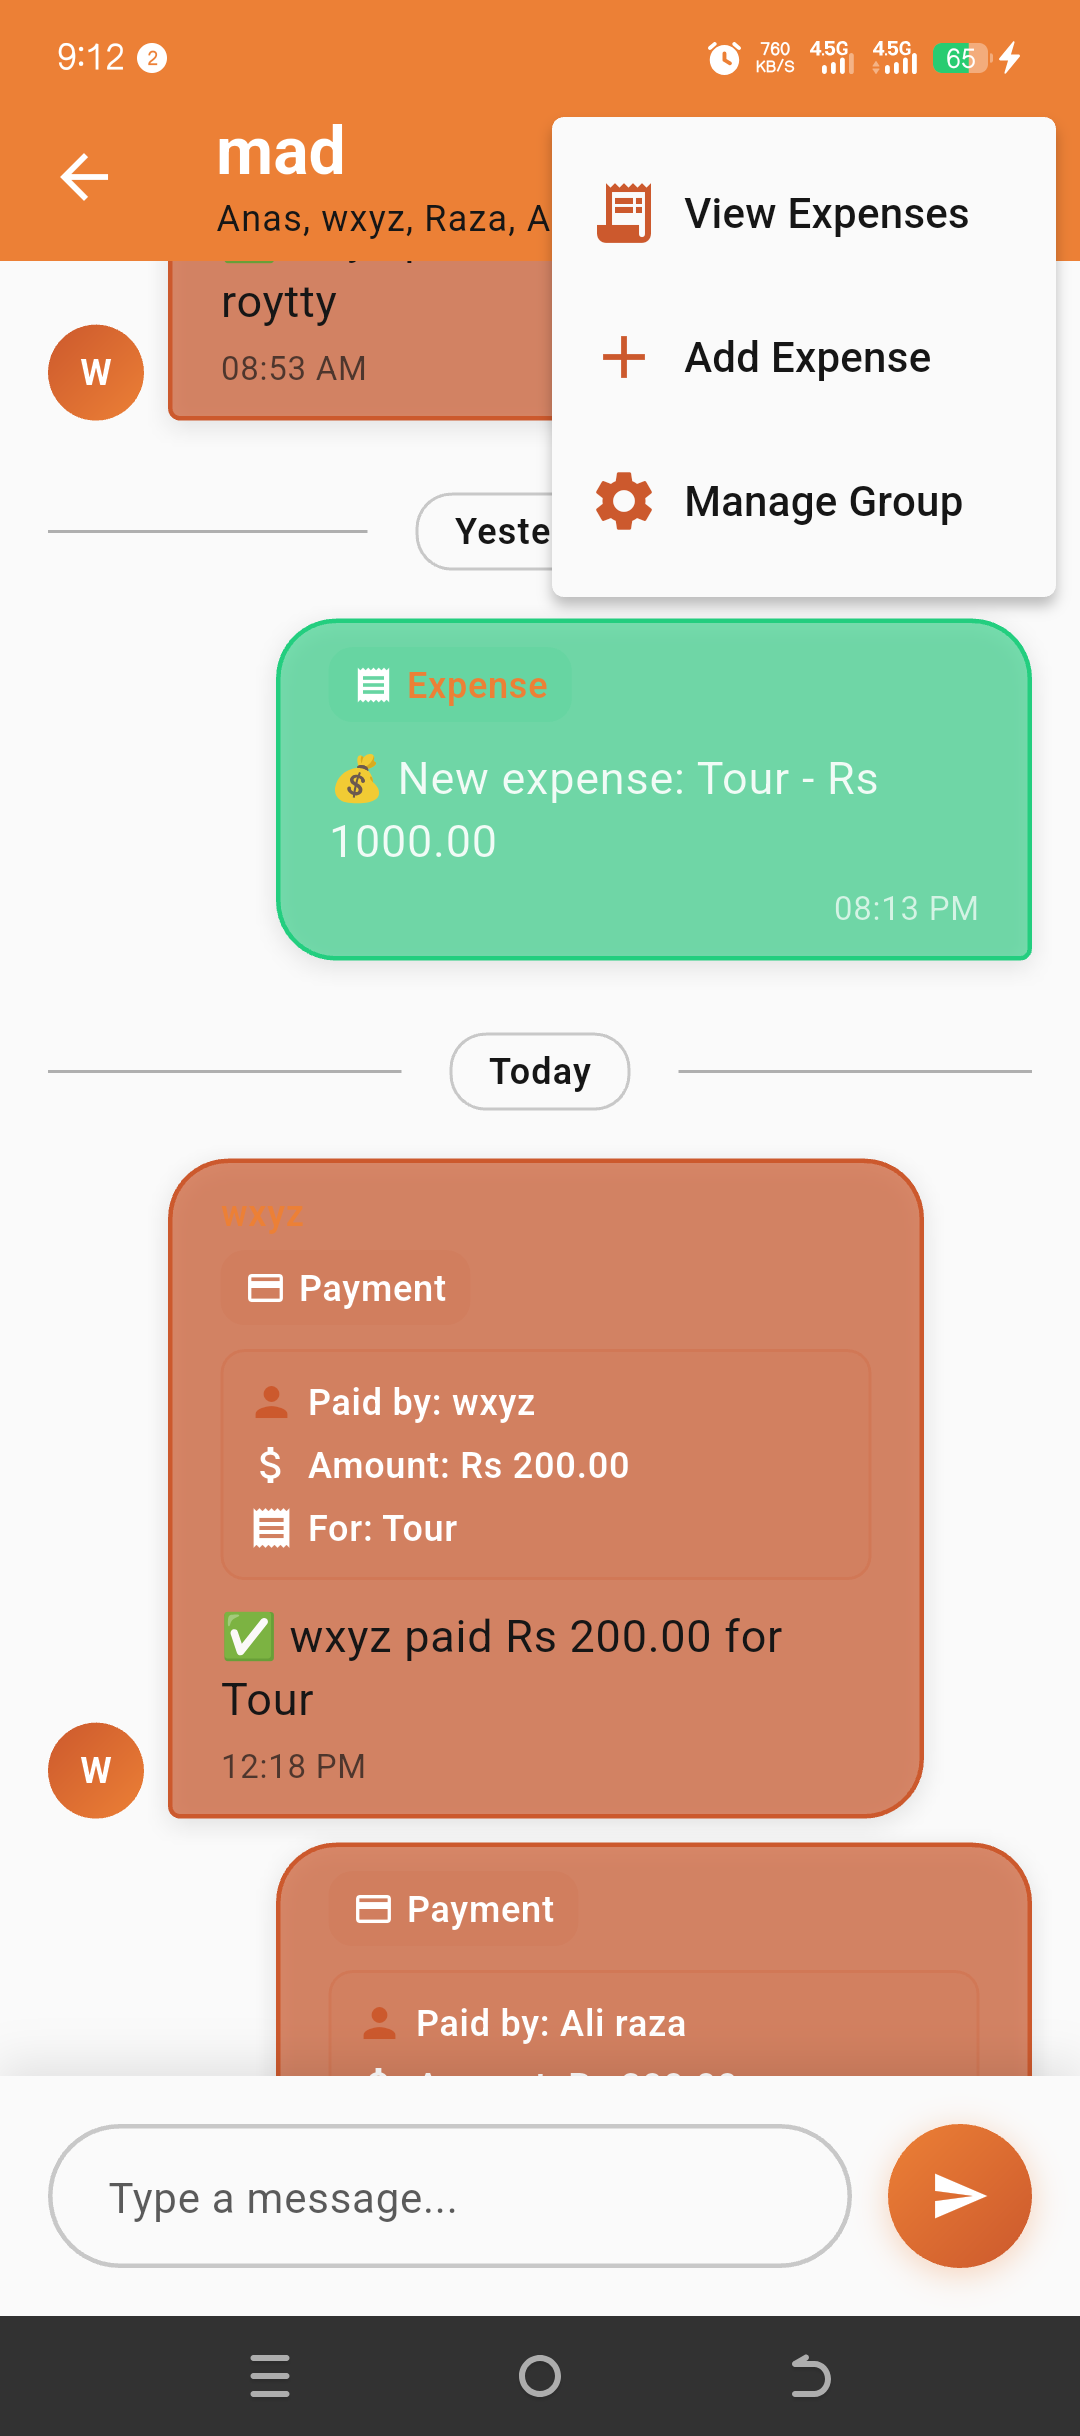 9:12 2 760 KB/S 4.5G 4.5G 65
mad
Anas, wxyz, Raza, A
View Expenses
Add Expense
Manage Group
roytty
W
08:53 AM
Yeste
Expense
💰 New expense: Tour - Rs
1000.00
08:13 PM
Today
wxyz
Payment
Paid by: wxyz
$ Amount: Rs 200.00
For: Tour
✅ wxyz paid Rs 200.00 for
Tour
W
12:18 PM
Payment
Paid by: Ali raza
Type a message...